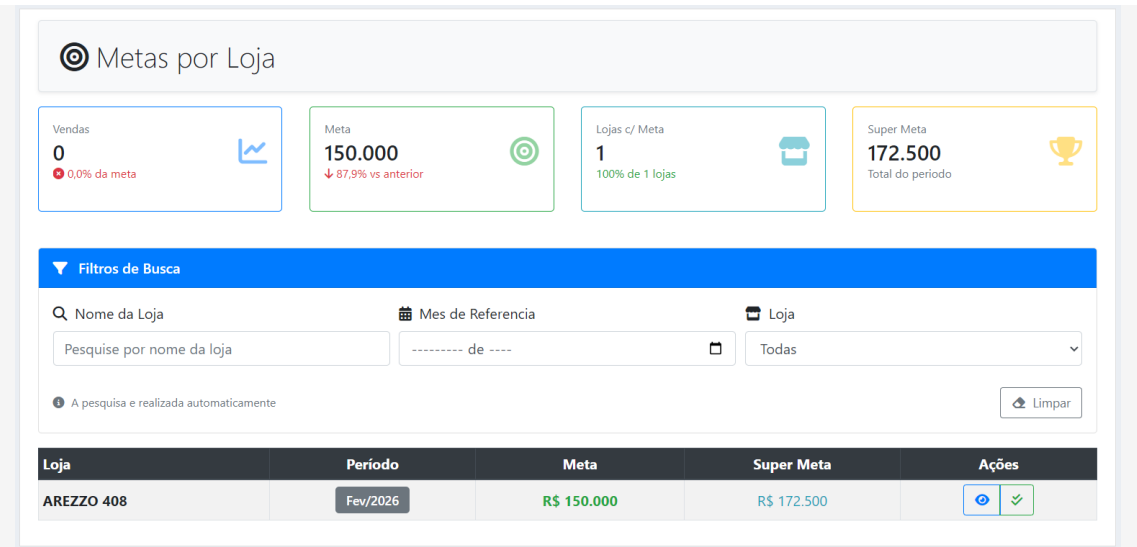 Metas por Loja
Vendas
0
0,0% da meta
Meta
150.000
87,9% vs anterior
Lojas c/ Meta
1
100% de 1 lojas
Super Meta
172.500
Total do periodo
Filtros de Busca
Nome da Loja
Pesquise por nome da loja
Mes de Referencia
--------- de ----
Loja
Todas
A pesquisa e realizada automaticamente
Limpar
Loja Período Meta Super Meta Ações
AREZZO 408 Fev/2026 R$ 150.000 R$ 172.500